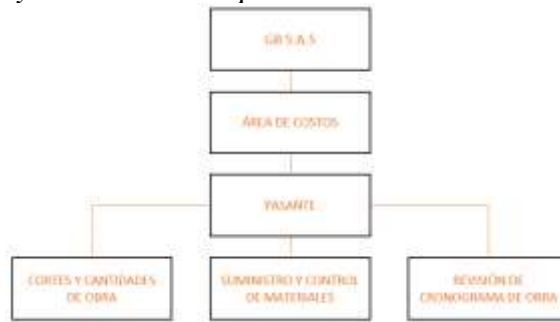 GR S.A.S
ÁREA DE COSTOS
PASANTE
CORTES Y CANTIDADES
DE OBRA
SUMINISTRO Y CONTROL
DE MATERIALES
REVISIÓN DE
CRONOGRAMA DE OBRA